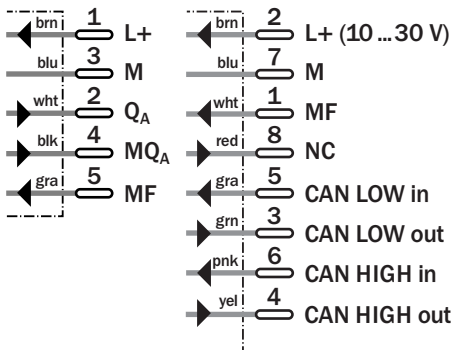 brn 1 L+
blu 3 M
wht 2 QA
blk 4 MQA
gra 5 MF
brn 2 L+ (10 ... 30 V)
blu 7 M
wht 1 MF
red 8 NC
gra 5 CAN LOW in
grn 3 CAN LOW out
pnk 6 CAN HIGH in
yel 4 CAN HIGH out